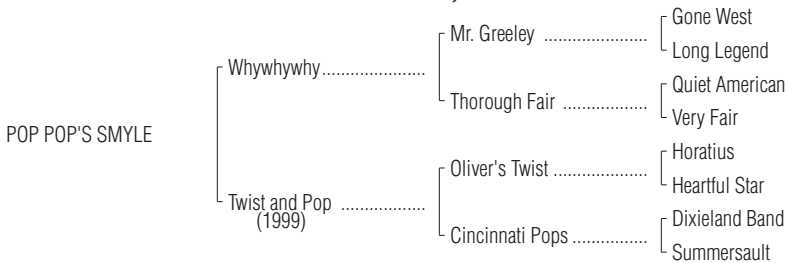 Gone West
Mr. Greeley ......................
Long Legend
Whywhywhy......................
Quiet American
Thorough Fair ..................
Very Fair
POP POP'S SMYLE
Horatius
Oliver's Twist ....................
Heartful Star
Twist and Pop ..................
(1999)
Dixieland Band
Cincinnati Pops ................
Summersault